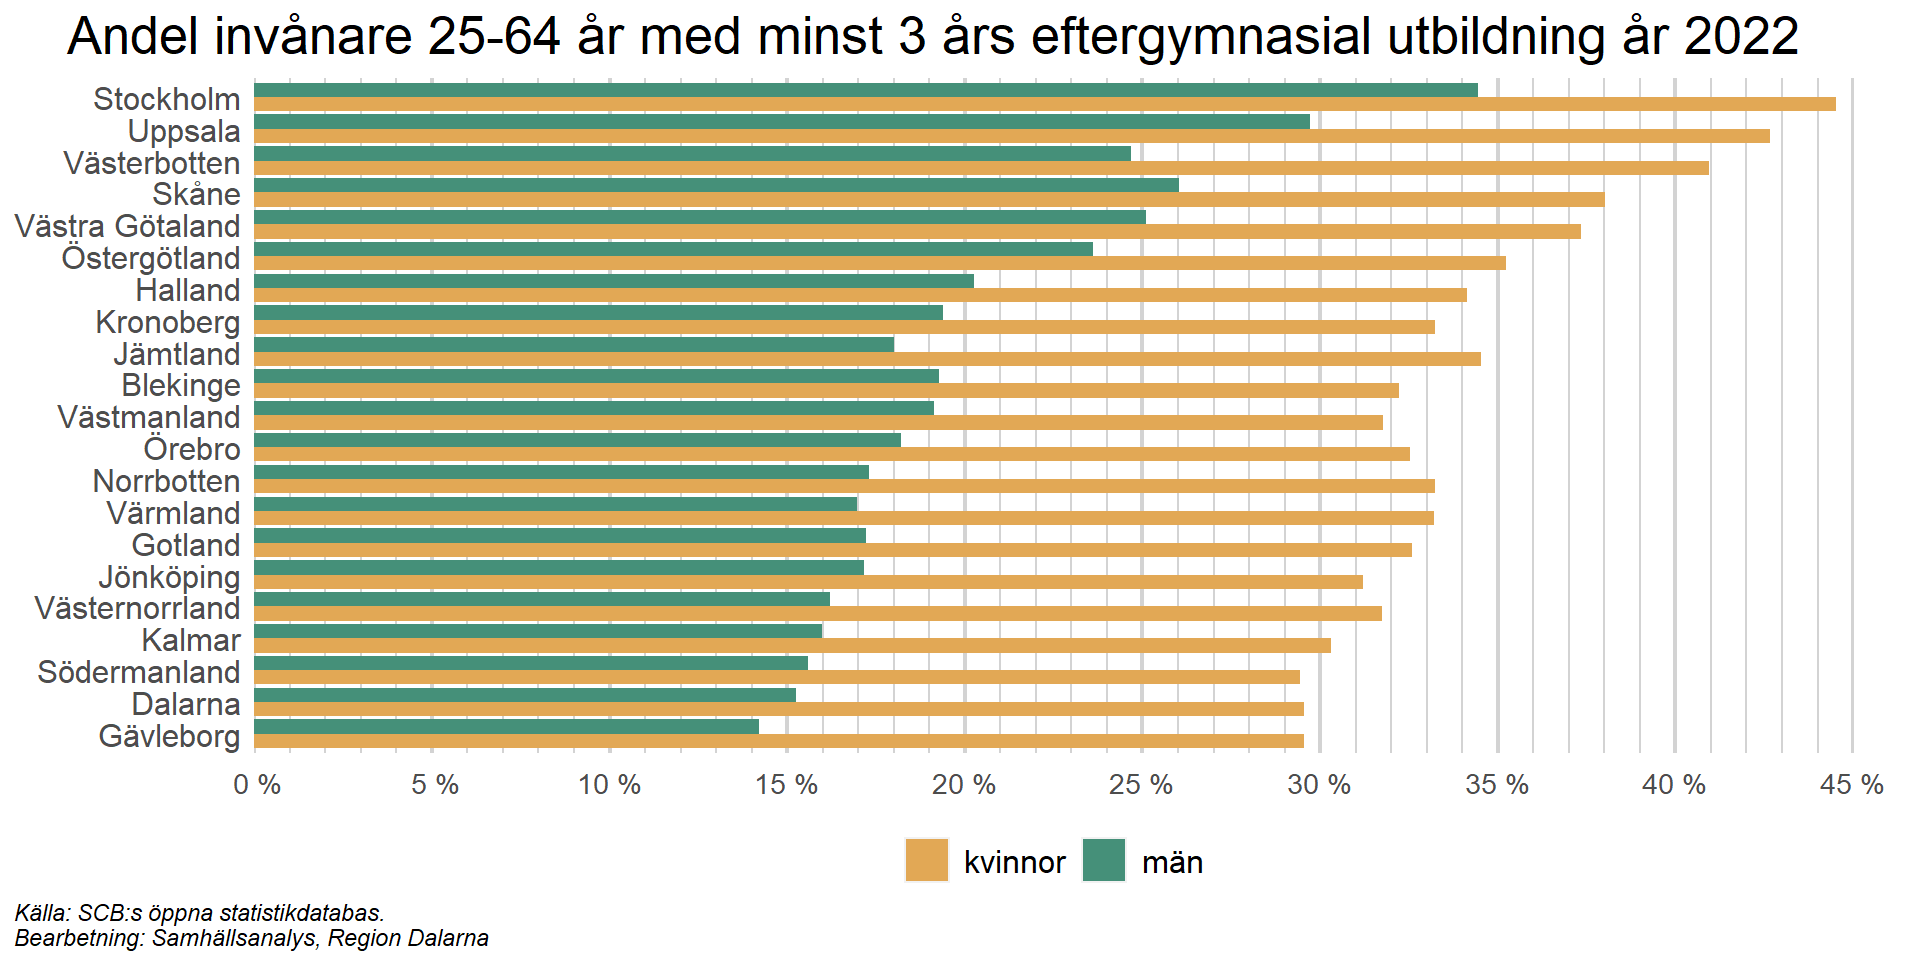 Andel invånare 25-64 år med minst 3 års eftergymnasial utbildning år 2022
Stockholm
Uppsala
Västerbotten
Skåne
Västra Götaland
Östergötland
Halland
Kronoberg
Jämtland
Blekinge
Västmanland
Örebro
Norrbotten
Värmland
Gotland
Jönköping
Västernorrland
Kalmar
Södermanland
Dalarna
Gävleborg
0 % 5 % 10 % 15 % 20 % 25 % 30 % 35 % 40 % 45 %
kvinnor män
Källa: SCB:s öppna statistikdatabas.
Bearbetning: Samhällsanalys, Region Dalarna